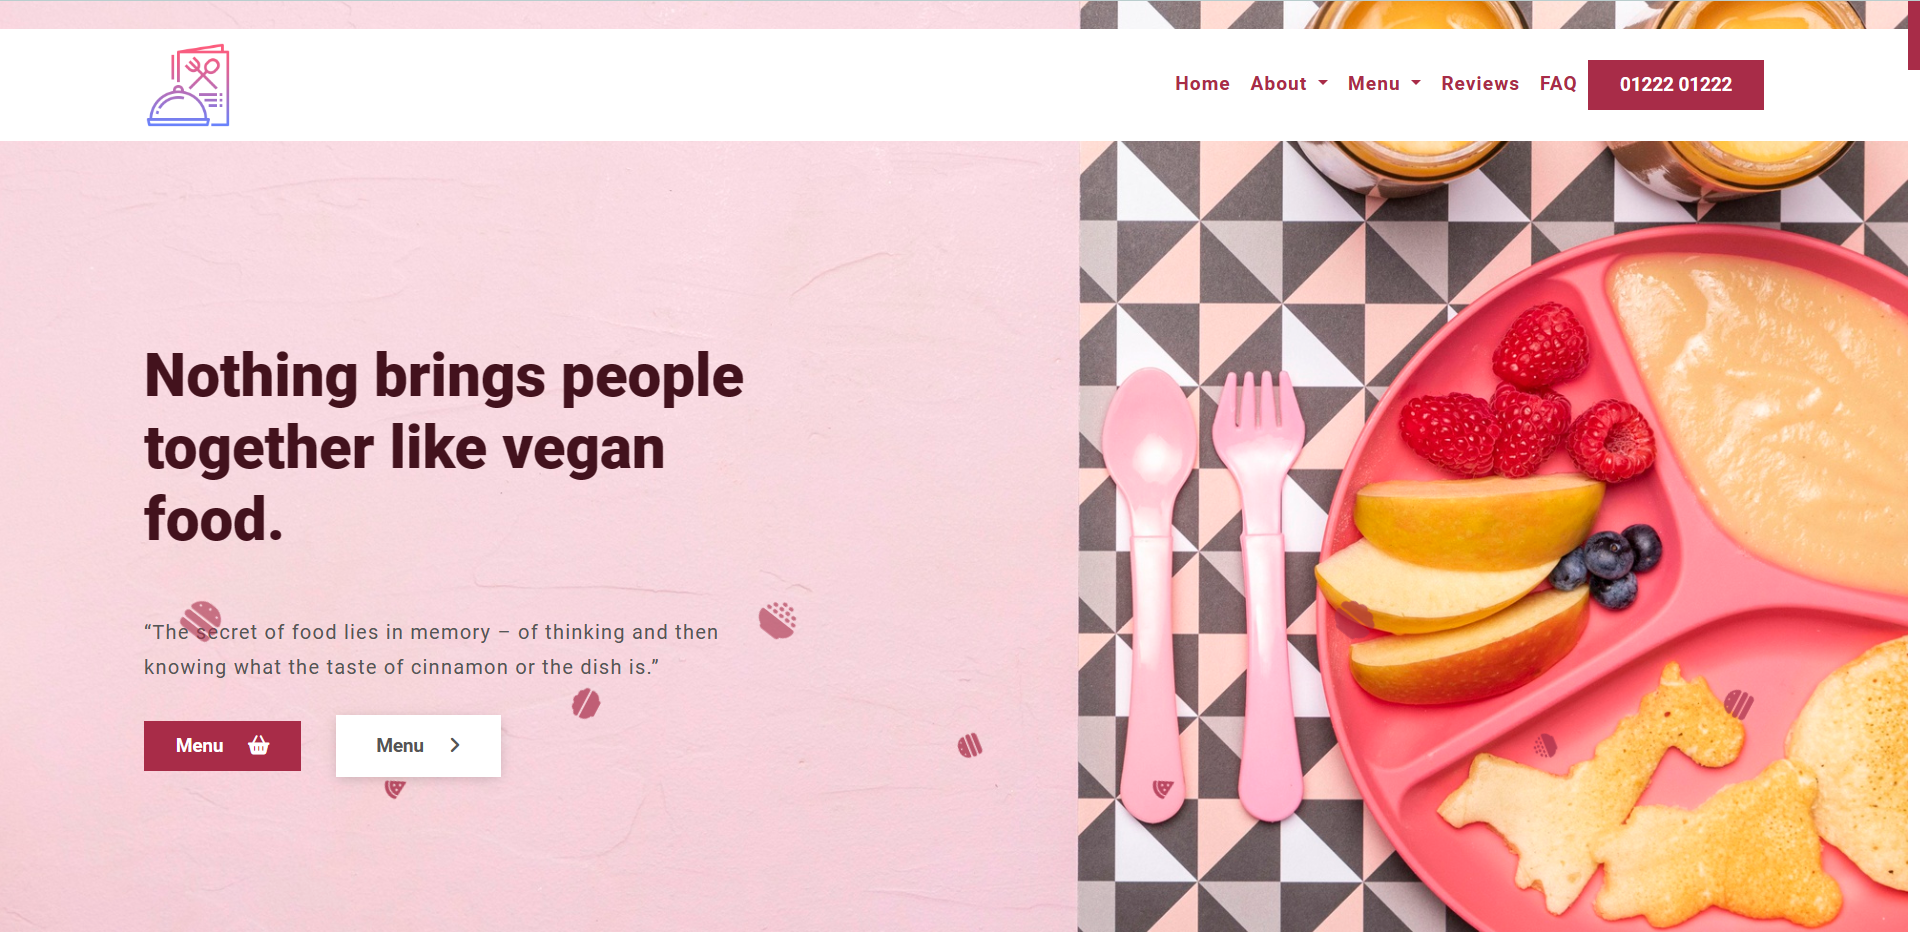 Home About Menu Reviews FAQ 01222 01222
Nothing brings people
together like vegan
food.
“The secret of food lies in memory – of thinking and then
knowing what the taste of cinnamon or the dish is.”
Menu Menu